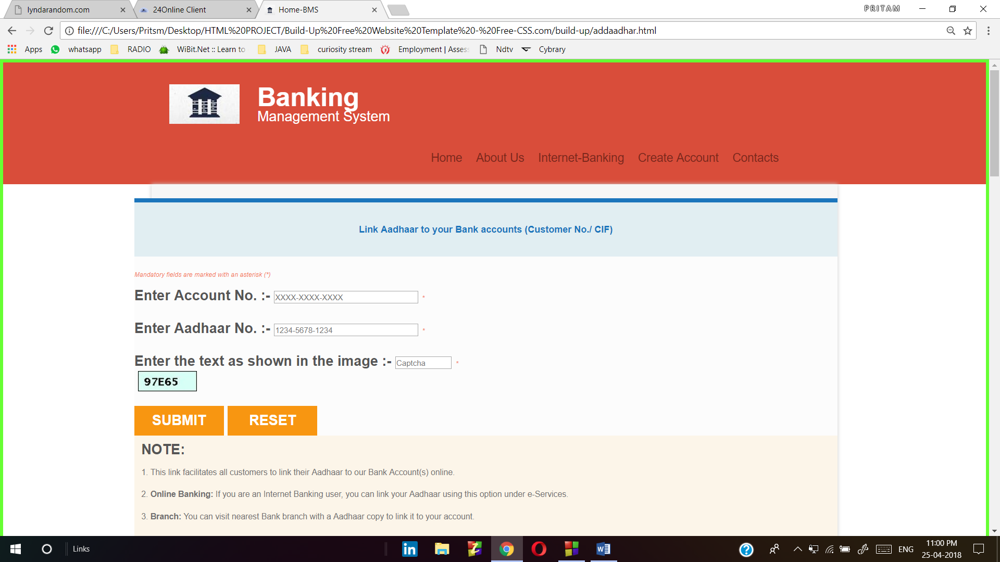 lyndarandom.com
24Online Client
Home-BMS
PRITAM
file:///C:/Users/Pritsm/Desktop/HTML%20PROJECT/Build-Up%20Free%20Website%20Template%20-%20Free-CSS.com/build-up/addaadhar.html
Apps whatsapp RADIO WiBit.Net :: Learn to JAVA curiosity stream Employment | Assess Ndtv Cybrary
Banking
Management System
Home About Us Internet-Banking Create Account Contacts
Link Aadhaar to your Bank accounts (Customer No./ CIF)
Mandatory fields are marked with an asterisk (*)
Enter Account No. :- XXXX-XXXX-XXXX *
Enter Aadhaar No. :- 1234-5678-1234 *
Enter the text as shown in the image :- Captcha *
97E65
SUBMIT RESET
NOTE:
1. This link facilitates all customers to link their Aadhaar to our Bank Account(s) online.
2. Online Banking: If you are an Internet Banking user, you can link your Aadhaar using this option under e-Services.
3. Branch: You can visit nearest Bank branch with a Aadhaar copy to link it to your account.
Links
ENG
11:00 PM
25-04-2018